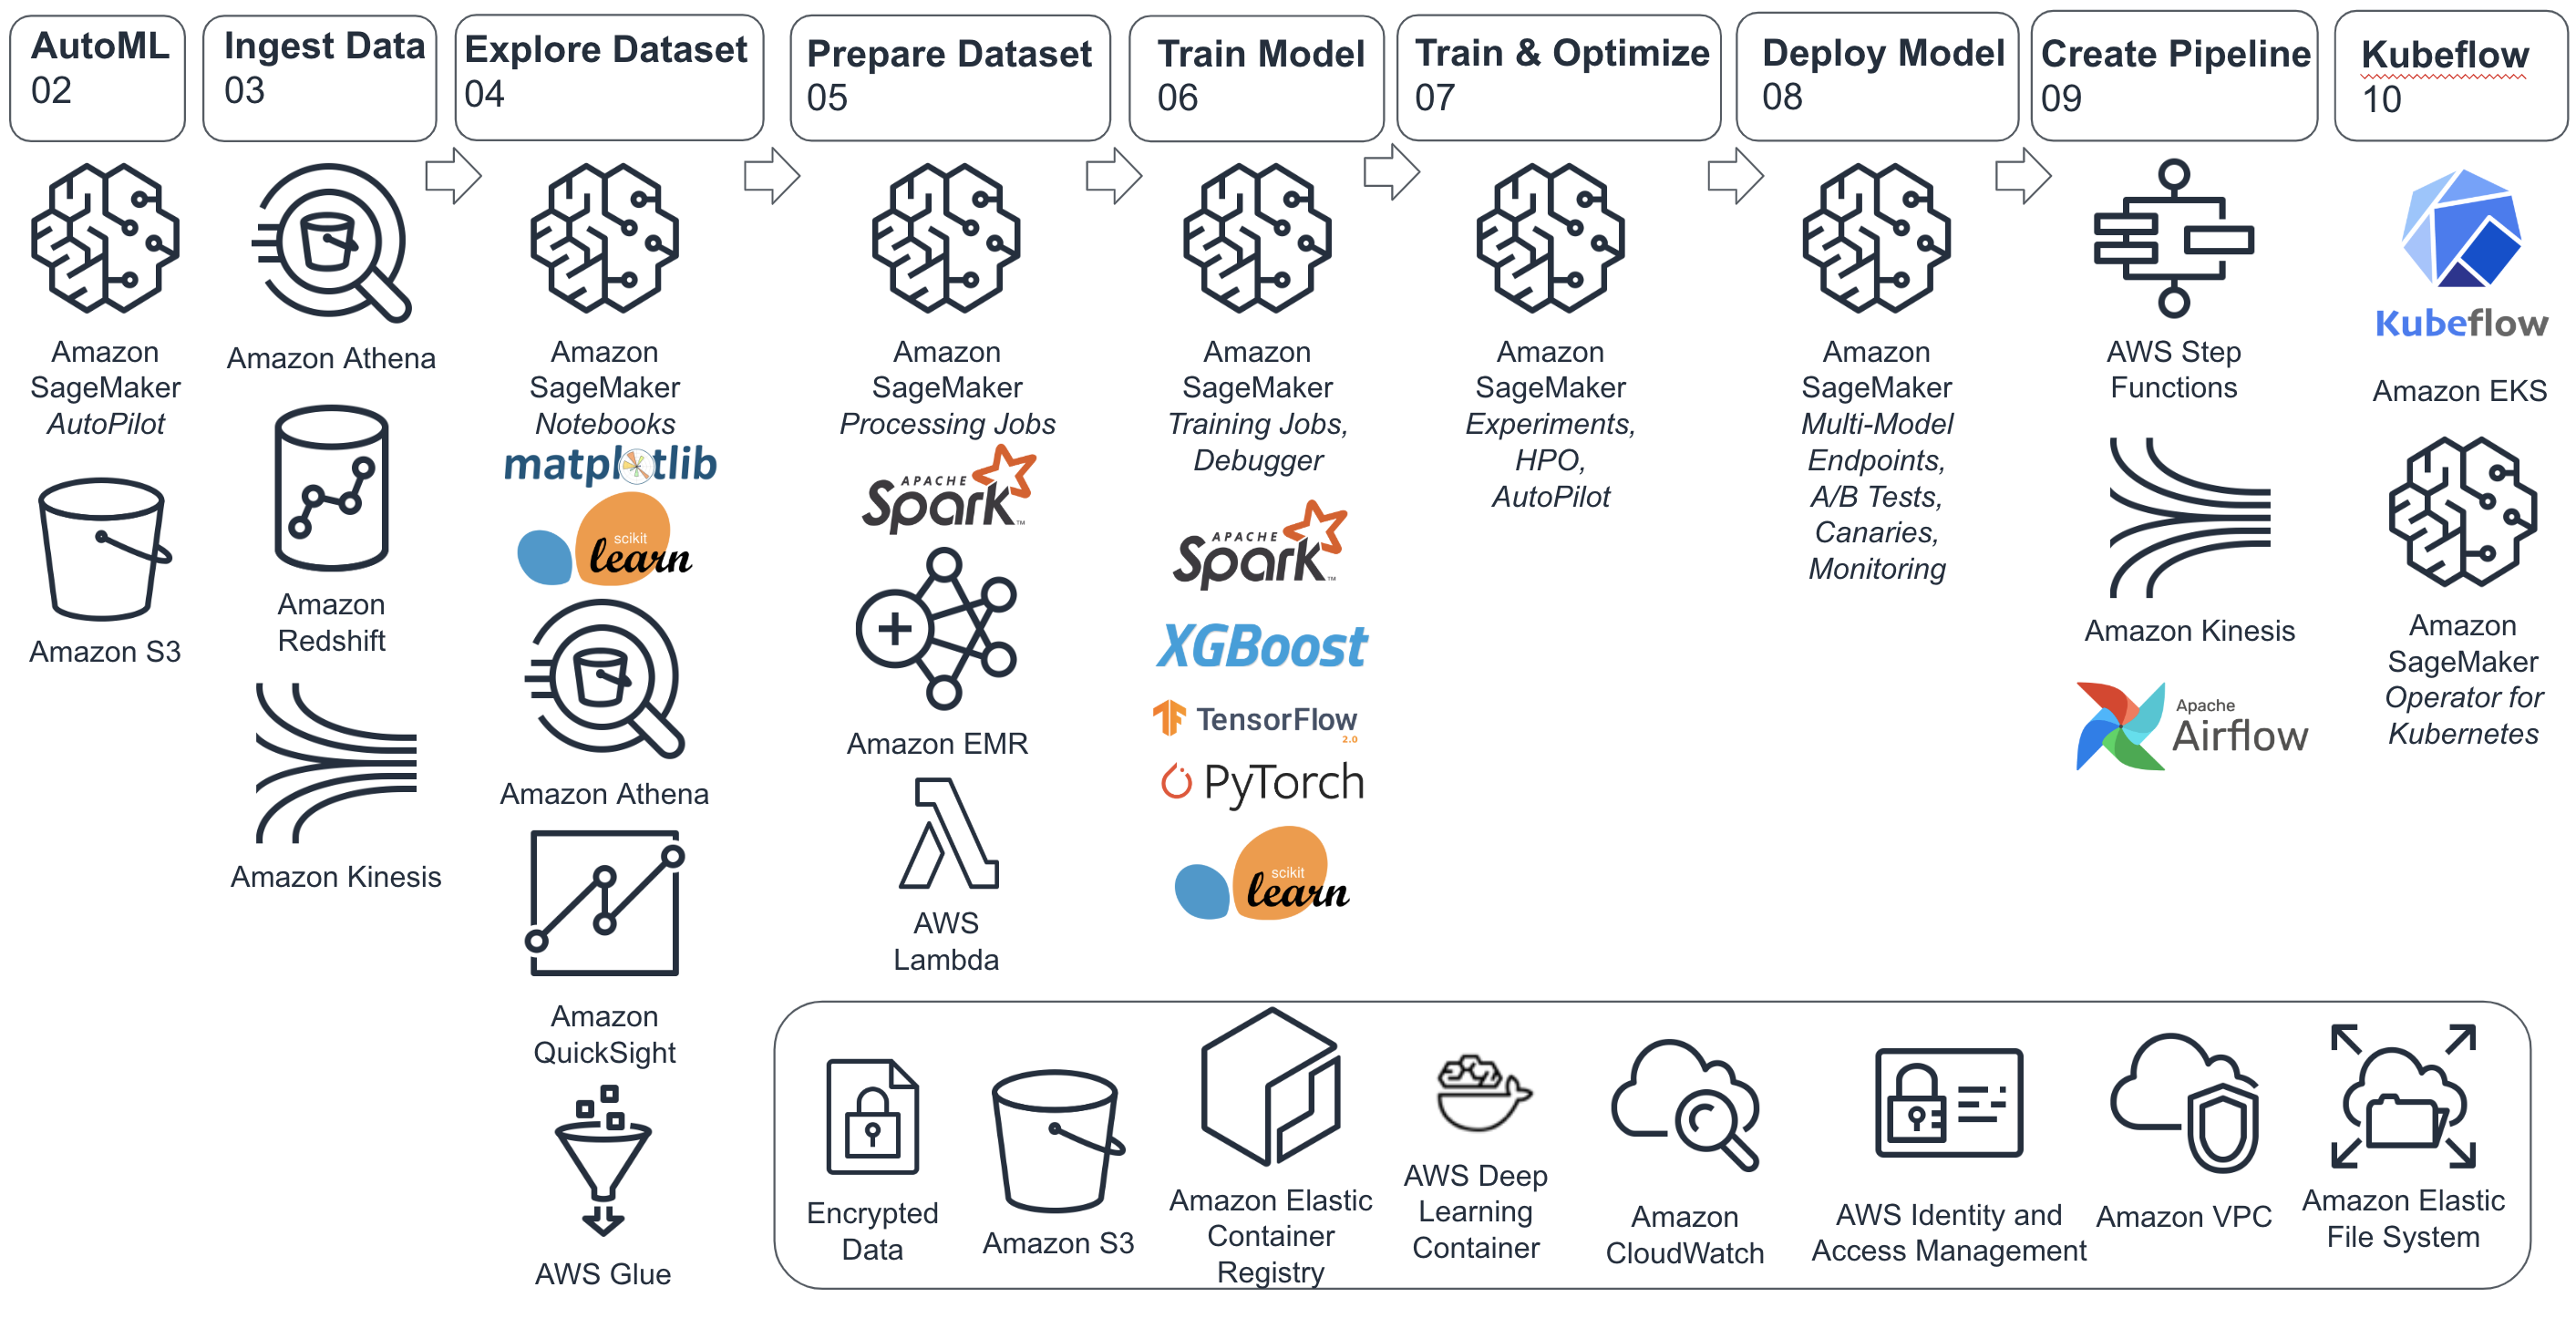 AutoML
02
Ingest Data
03
Explore Dataset
04
Prepare Dataset
05
Train Model
06
Train & Optimize
07
Deploy Model
08
Create Pipeline
09
Kubeflow
10
Amazon
SageMaker
AutoPilot
Amazon S3
Amazon Athena
Amazon
Redshift
Amazon Kinesis
Amazon
SageMaker
Notebooks
matplotlib
scikit
learn
Amazon Athena
Amazon
QuickSight
AWS Glue
Amazon
SageMaker
Processing Jobs
APACHE
Spark™
Amazon EMR
AWS
Lambda
Amazon
SageMaker
Training Jobs,
Debugger
APACHE
Spark™
XGBoost
TensorFlow
2.0
PyTorch
scikit
learn
Amazon
SageMaker
Experiments,
HPO,
AutoPilot
Amazon
SageMaker
Multi-Model
Endpoints,
A/B Tests,
Canaries,
Monitoring
AWS Step
Functions
Amazon Kinesis
Apache
Airflow
Kubeflow
Amazon EKS
Amazon
SageMaker
Operator for
Kubernetes
Encrypted
Data
Amazon S3
Amazon Elastic
Container
Registry
AWS Deep
Learning
Container
Amazon
CloudWatch
AWS Identity and
Access Management
Amazon VPC
Amazon Elastic
File System